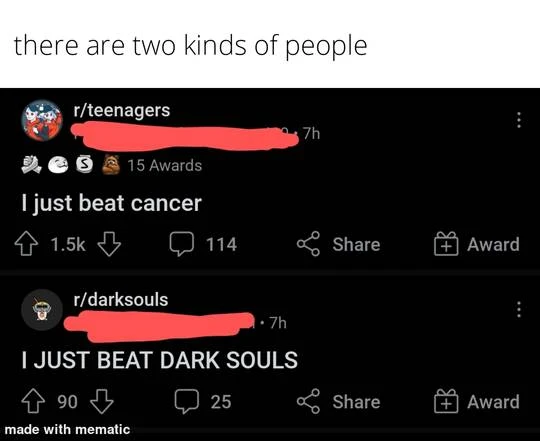 there are two kinds of people
r/teenagers
· 7h
15 Awards
I just beat cancer
1.5k 114 Share Award
r/darksouls
· 7h
I JUST BEAT DARK SOULS
90 25 Share Award
made with mematic